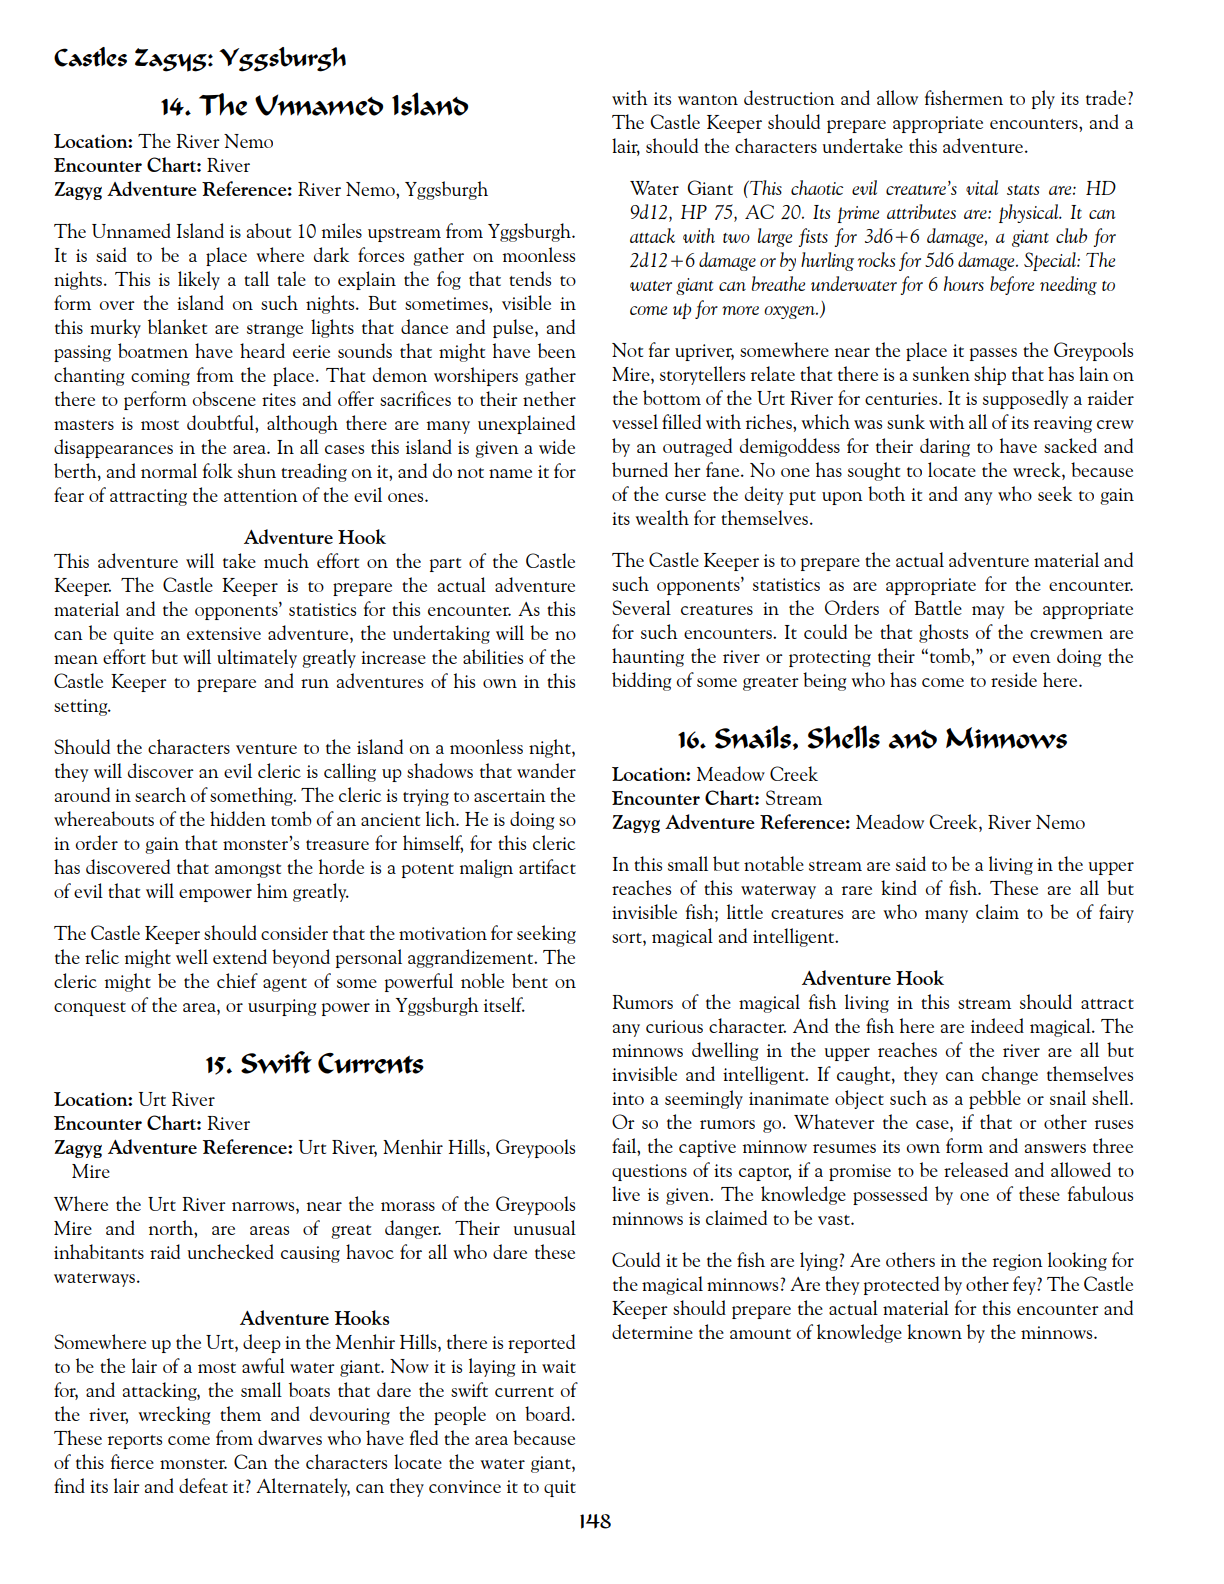 Castles Zagyg: Yggsburgh
14. The Unnamed Island
Location: The River Nemo
Encounter Chart: River
Zagyg Adventure Reference: River Nemo, Yggsburgh
The Unnamed Island is about 10 miles upstream from Yggsburgh.
It is said to be a place where dark forces gather on moonless
nights. This is likely a tall tale to explain the fog that tends to
form over the island on such nights. But sometimes, visible in
this murky blanket are strange lights that dance and pulse, and
passing boatmen have heard eerie sounds that might have been
chanting coming from the place. That demon worshipers gather
there to perform obscene rites and offer sacrifices to their nether
masters is most doubtful, although there are many unexplained
disappearances in the area. In all cases this island is given a wide
berth, and normal folk shun treading on it, and do not name it for
fear of attracting the attention of the evil ones.
Adventure Hook
This adventure will take much effort on the part of the Castle
Keeper. The Castle Keeper is to prepare the actual adventure
material and the opponents' statistics for this encounter. As this
can be quite an extensive adventure, the undertaking will be no
mean effort but will ultimately greatly increase the abilities of the
Castle Keeper to prepare and run adventures of his own in this
setting.
Should the characters venture to the island on a moonless night,
they will discover an evil cleric is calling up shadows that wander
around in search of something. The cleric is trying to ascertain the
whereabouts of the hidden tomb of an ancient lich. He is doing so
in order to gain that monster's treasure for himself, for this cleric
has discovered that amongst the horde is a potent malign artifact
of evil that will empower him greatly.
The Castle Keeper should consider that the motivation for seeking
the relic might well extend beyond personal aggrandizement. The
cleric might be the chief agent of some powerful noble bent on
conquest of the area, or usurping power in Yggsburgh itself.
15. Swift Currents
Location: Urt River
Encounter Chart: River
Zagyg Adventure Reference: Urt River, Menhir Hills, Greypools
Mire
Where the Urt River narrows, near the morass of the Greypools
Mire and north, are areas of great danger. Their unusual
inhabitants raid unchecked causing havoc for all who dare these
waterways.
Adventure Hooks
Somewhere up the Urt, deep in the Menhir Hills, there is reported
to be the lair of a most awful water giant. Now it is laying in wait
for, and attacking, the small boats that dare the swift current of
the river, wrecking them and devouring the people on board.
These reports come from dwarves who have fled the area because
of this fierce monster. Can the characters locate the water giant,
find its lair and defeat it? Alternately, can they convince it to quit
with its wanton destruction and allow fishermen to ply its trade?
The Castle Keeper should prepare appropriate encounters, and a
lair, should the characters undertake this adventure.
Water Giant (This chaotic evil creature's vital stats are: HD
9d12, HP 75, AC 20. Its prime attributes are: physical. It can
attack with two large fists for 3d6+6 damage, a giant club for
2d12+6 damage or by hurling rocks for 5d6 damage. Special: The
water giant can breathe underwater for 6 hours before needing to
come up for more oxygen.)
Not far upriver, somewhere near the place it passes the Greypools
Mire, storytellers relate that there is a sunken ship that has lain on
the bottom of the Urt River for centuries. It is supposedly a raider
vessel filled with riches, which was sunk with all of its reaving crew
by an outraged demigoddess for their daring to have sacked and
burned her fane. No one has sought to locate the wreck, because
of the curse the deity put upon both it and any who seek to gain
its wealth for themselves.
The Castle Keeper is to prepare the actual adventure material and
such opponents' statistics as are appropriate for the encounter.
Several creatures in the Orders of Battle may be appropriate
for such encounters. It could be that ghosts of the crewmen are
haunting the river or protecting their "tomb," or even doing the
bidding of some greater being who has come to reside here.
16. Snails, Shells and Minnows
Location: Meadow Creek
Encounter Chart: Stream
Zagyg Adventure Reference: Meadow Creek, River Nemo
In this small but notable stream are said to be a living in the upper
reaches of this waterway a rare kind of fish. These are all but
invisible fish; little creatures are who many claim to be of fairy
sort, magical and intelligent.
Adventure Hook
Rumors of the magical fish living in this stream should attract
any curious character. And the fish here are indeed magical. The
minnows dwelling in the upper reaches of the river are all but
invisible and intelligent. If caught, they can change themselves
into a seemingly inanimate object such as a pebble or snail shell.
Or so the rumors go. Whatever the case, if that or other ruses
fail, the captive minnow resumes its own form and answers three
questions of its captor, if a promise to be released and allowed to
live is given. The knowledge possessed by one of these fabulous
minnows is claimed to be vast.
Could it be the fish are lying? Are others in the region looking for
the magical minnows? Are they protected by other fey? The Castle
Keeper should prepare the actual material for this encounter and
determine the amount of knowledge known by the minnows.
148